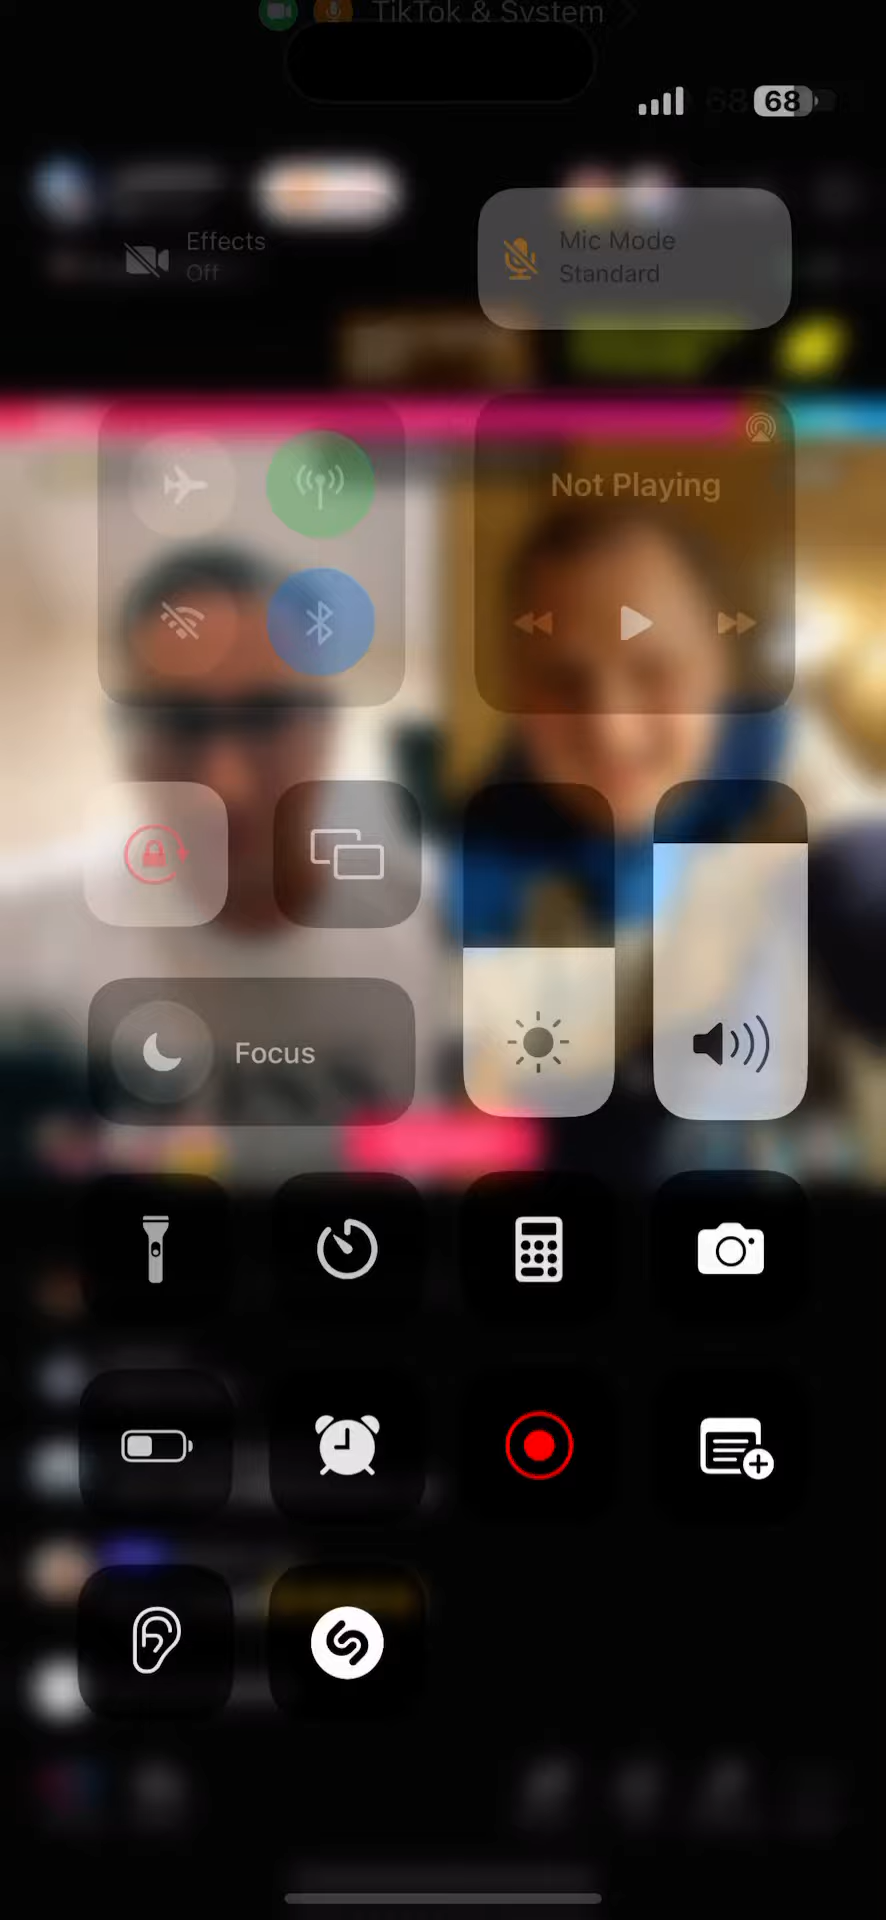 TikTok & System
68
Effects
Off
Mic Mode
Standard
Not Playing
Focus